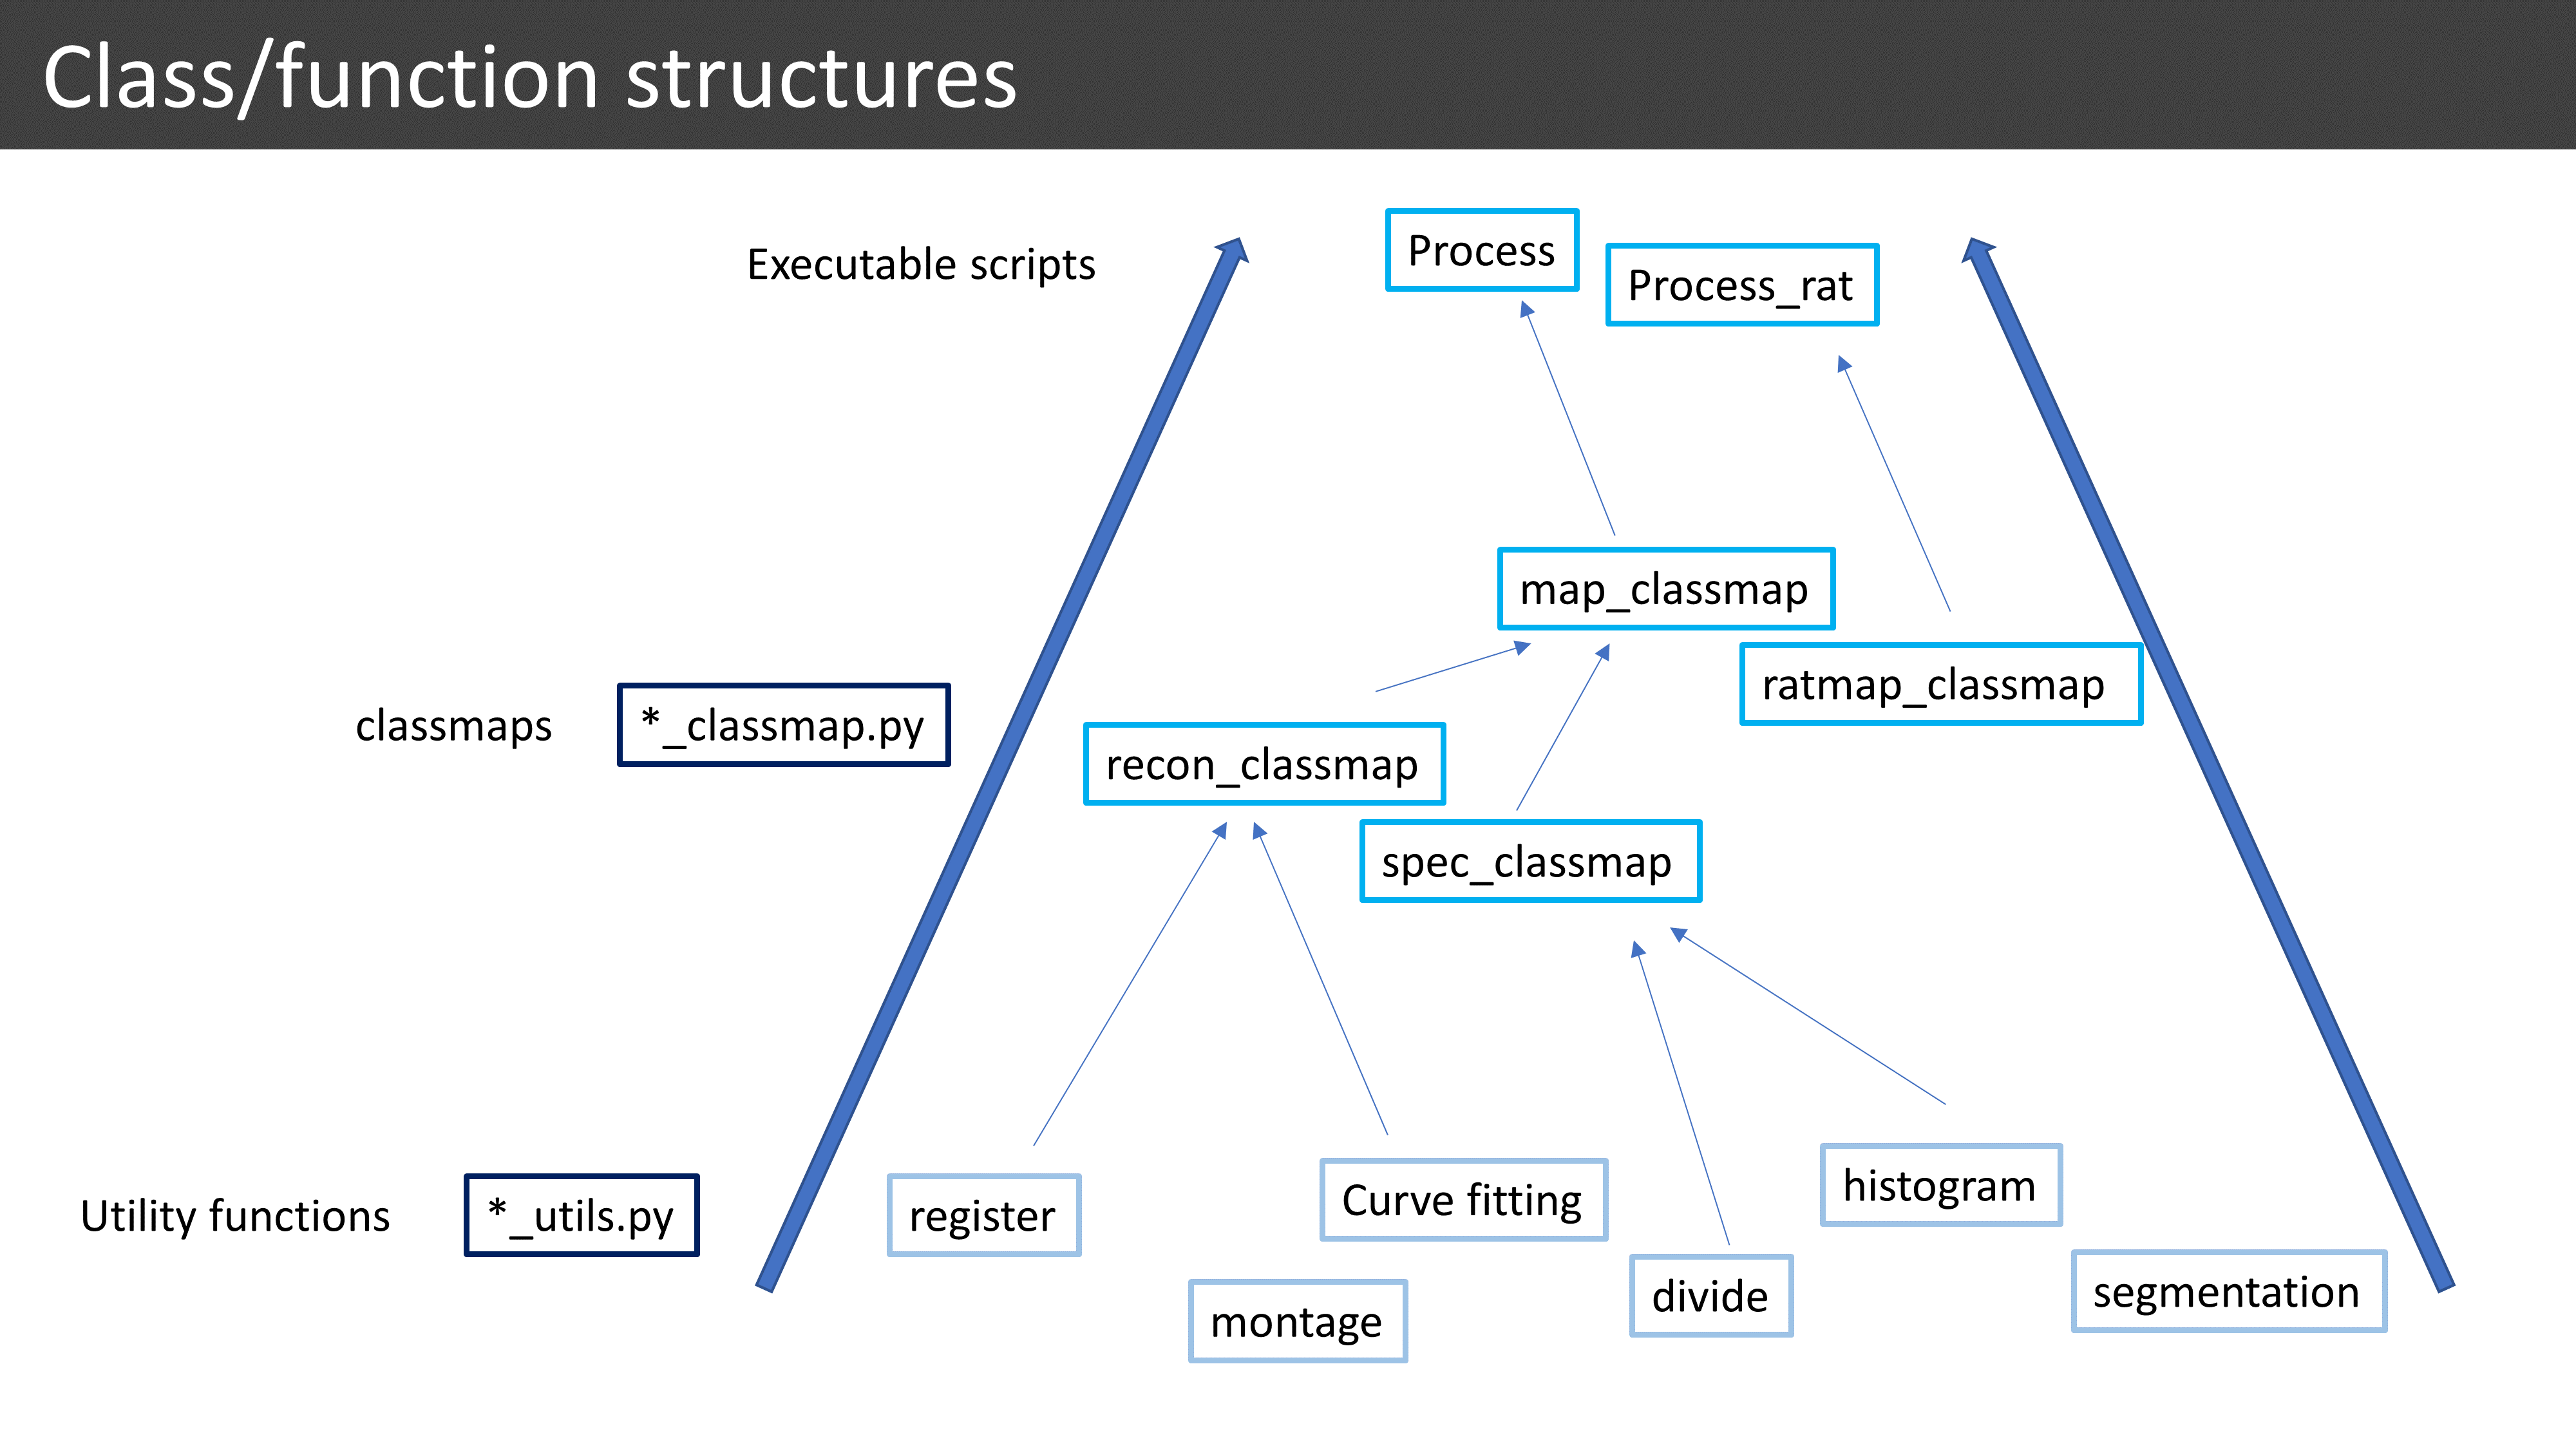 Class/function structures
Executable scripts
Process
Process_rat
map_classmap
ratmap_classmap
classmaps
*_classmap.py
recon_classmap
spec_classmap
Utility functions
*_utils.py
register
Curve fitting
histogram
montage
divide
segmentation